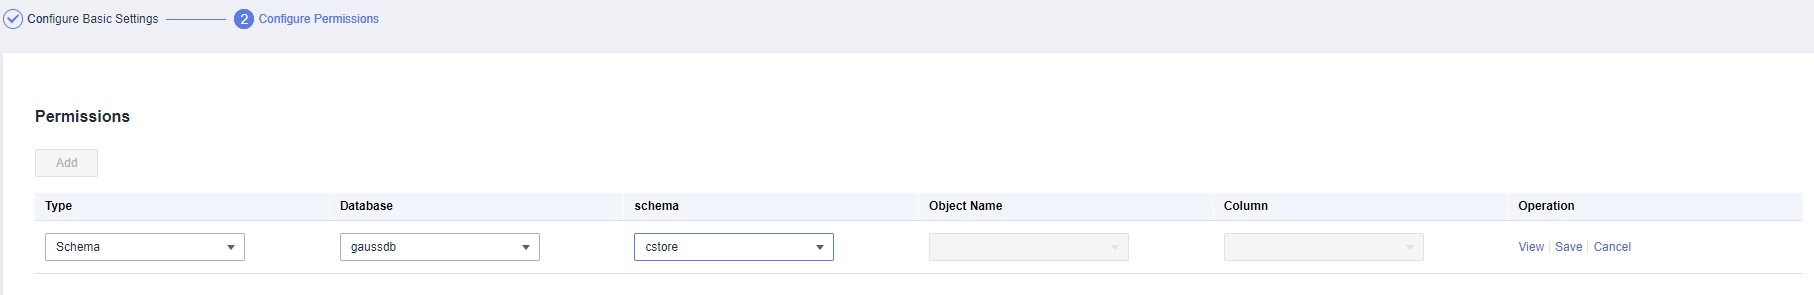 Configure Basic Settings 2 Configure Permissions
Permissions
Add
Type Database schema Object Name Column Operation
Schema gaussdb cstore View Save Cancel